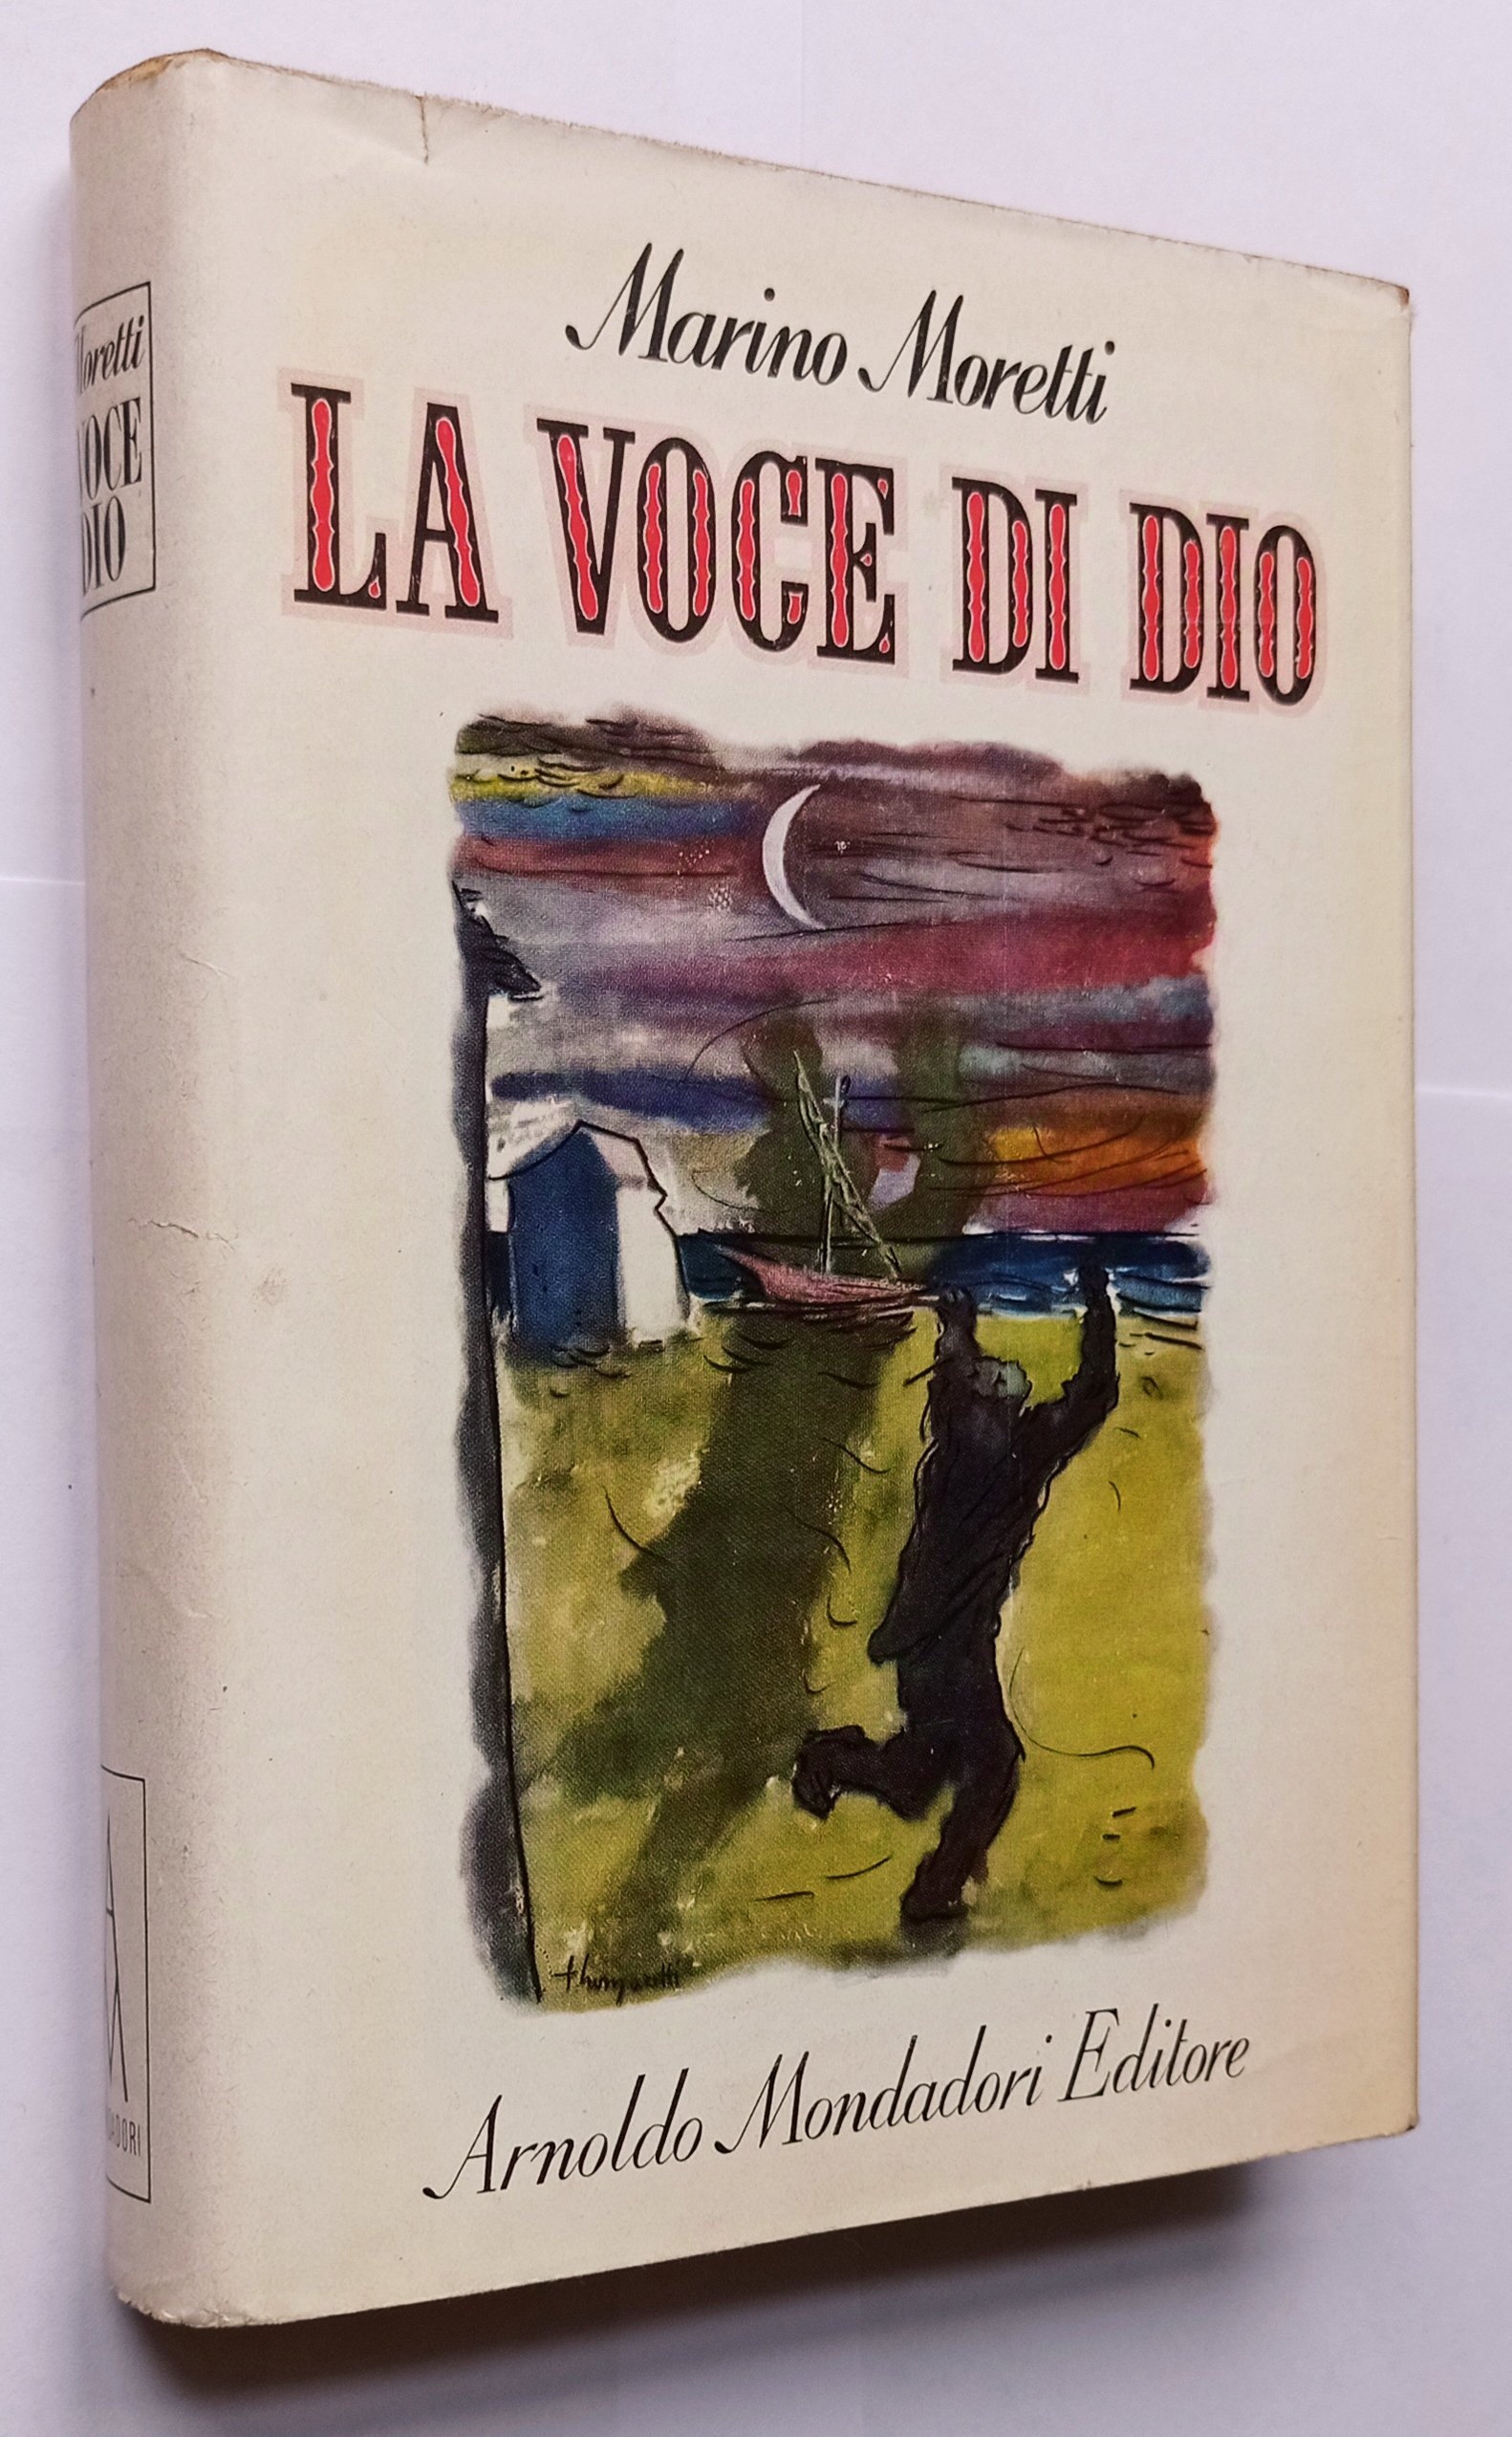 Marino Moretti
LA VOCE DI DIO
Arnoldo Mondadori Editore
Moretti
VOCE
DIO